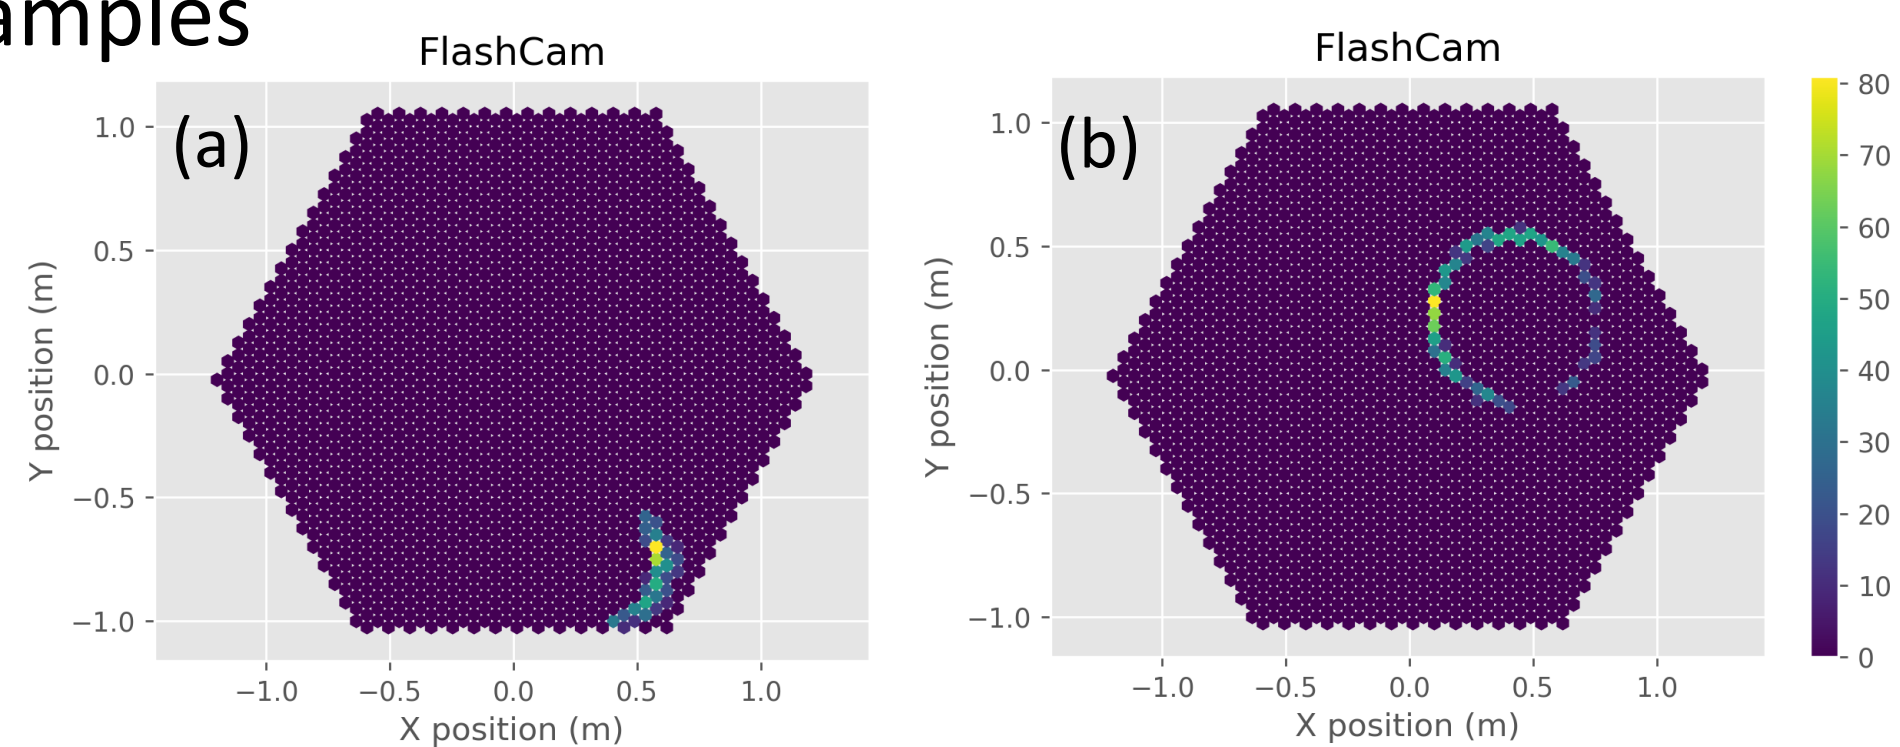 amples
FlashCam
(a)
1.0
0.5
0.0
−0.5
−1.0
Y position (m)
−1.0 −0.5 0.0 0.5 1.0
X position (m)
FlashCam
(b)
1.0
0.5
0.0
−0.5
−1.0
Y position (m)
−1.0 −0.5 0.0 0.5 1.0
X position (m)
80
70
60
50
40
30
20
10
0